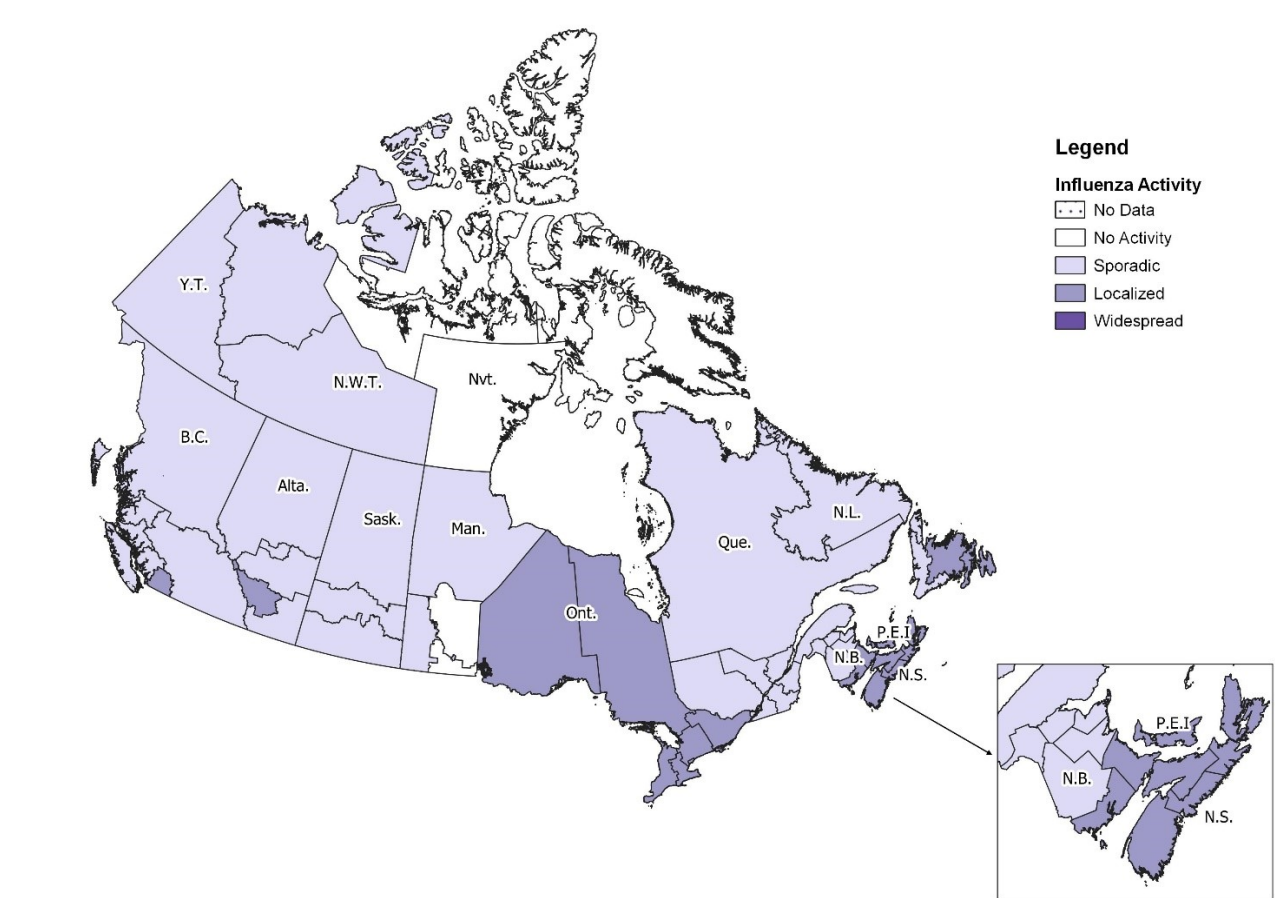 Legend
Influenza Activity
No Data
No Activity
Sporadic
Localized
Widespread
Y.T.
N.W.T.
Nvt.
B.C.
Alta.
Sask.
Man.
N.L.
Que.
Ont.
P.E.I
N.B.
N.S.
P.E.I
N.B.
N.S.